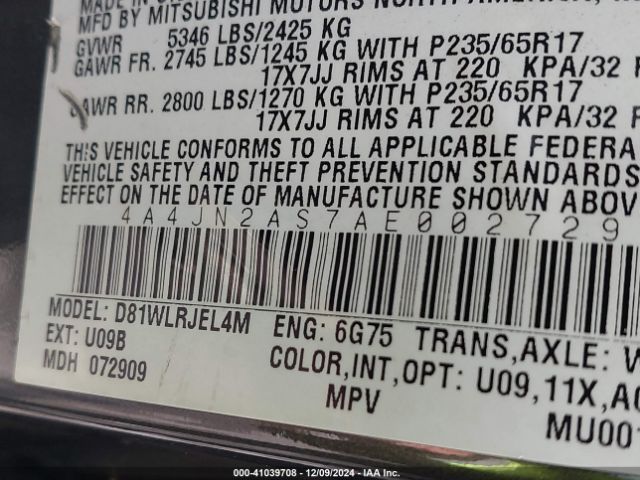 MADE IN
MFD BY MITSUBISHI MOTORS NORTH AMERICA,
GVWR 5346 LBS/2425 KG
GAWR FR. 2745 LBS/1245 KG WITH P235/65R17
17X7JJ RIMS AT 220 KPA/32
GAWR RR. 2800 LBS/1270 KG WITH P235/65R17
17X7JJ RIMS AT 220 KPA/32
THIS VEHICLE CONFORMS TO ALL APPLICABLE FEDERA
VEHICLE SAFETY AND THEFT PREVENTION STANDARDS
EFFECT ON THE DATE OF MANUFACTURE SHOWN ABOV
4A4JN2AS7AE002729
MODEL: D81WLRJEL4M ENG: 6G75 TRANS,AXLE: V
EXT: U09B COLOR,INT,OPT: U09,11X,A
MDH 072909 MPV MU001
000-41039708 - 12/09/2024 - IAA Inc.